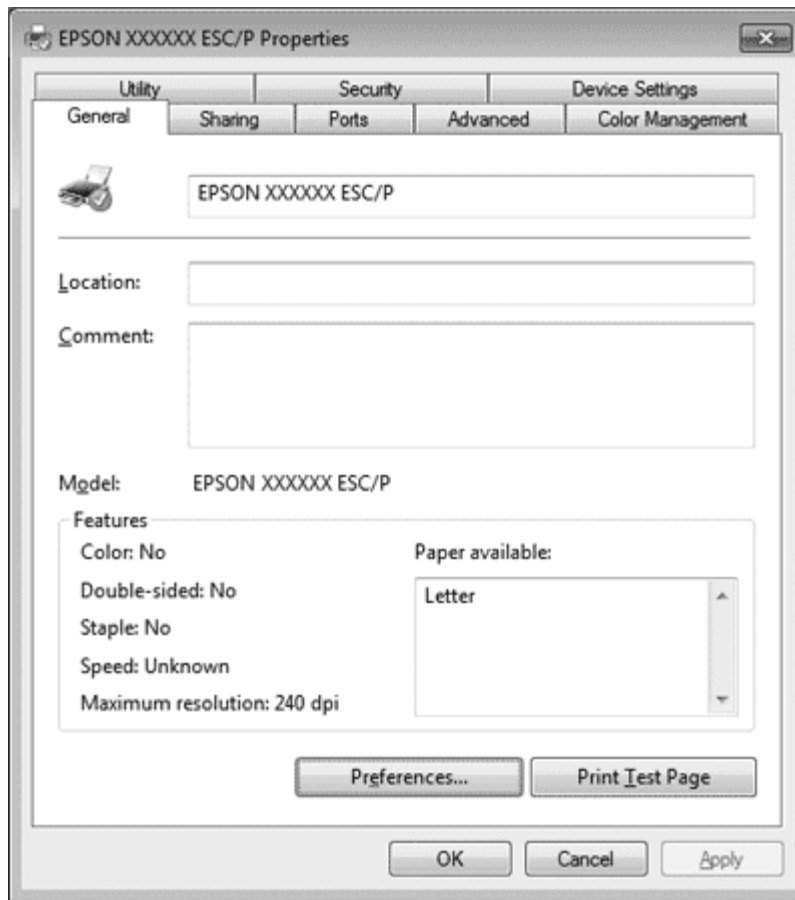 EPSON XXXXXX ESC/P Properties
Utility Security Device Settings
General Sharing Ports Advanced Color Management
EPSON XXXXXX ESC/P
Location:
Comment:
Model: EPSON XXXXXX ESC/P
Features
Color: No Paper available:
Double-sided: No Letter
Staple: No
Speed: Unknown
Maximum resolution: 240 dpi
Preferences... Print Test Page
OK Cancel Apply